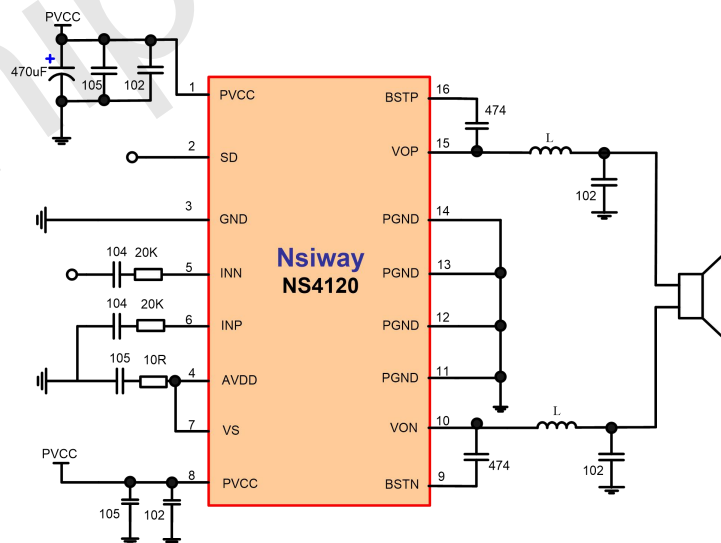 PVCC
+
470uF
105
102
1
PVCC
BSTP
16
474
2
SD
VOP
15
L
102
3
GND
PGND
14
Nsiway
NS4120
104
20K
5
INN
PGND
13
104
20K
6
INP
PGND
12
105
10R
4
AVDD
PGND
11
7
VS
VON
10
L
PVCC
8
PVCC
BSTN
9
474
102
105
102